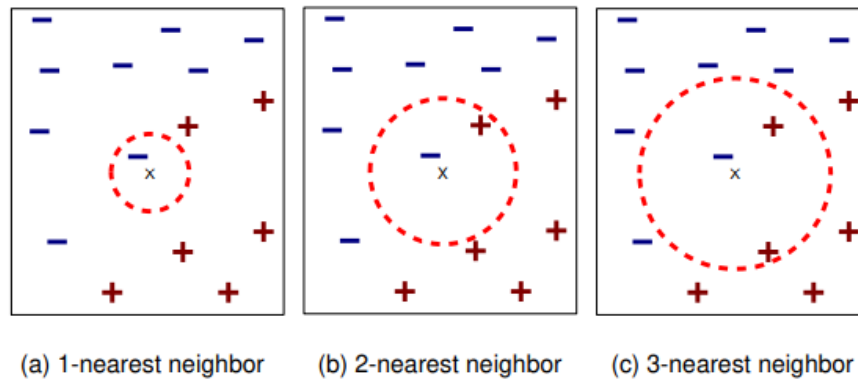 x x x
(a) 1-nearest neighbor (b) 2-nearest neighbor (c) 3-nearest neighbor